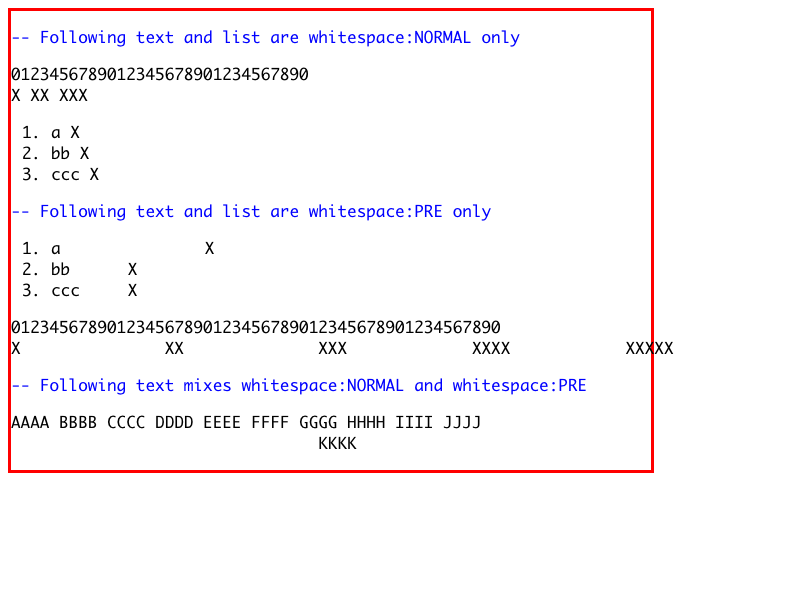 -- Following text and list are whitespace:NORMAL only
0123456789012345678901234567890
X XX XXX
1. a X
2. bb X
3. ccc X
-- Following text and list are whitespace:PRE only
1. a               X
2. bb      X
3. ccc     X
012345678901234567890123456789012345678901234567890
X               XX              XXX             XXXX            XXXXX
-- Following text mixes whitespace:NORMAL and whitespace:PRE
AAAA BBBB CCCC DDDD EEEE FFFF GGGG HHHH IIII JJJJ
                                KKKK